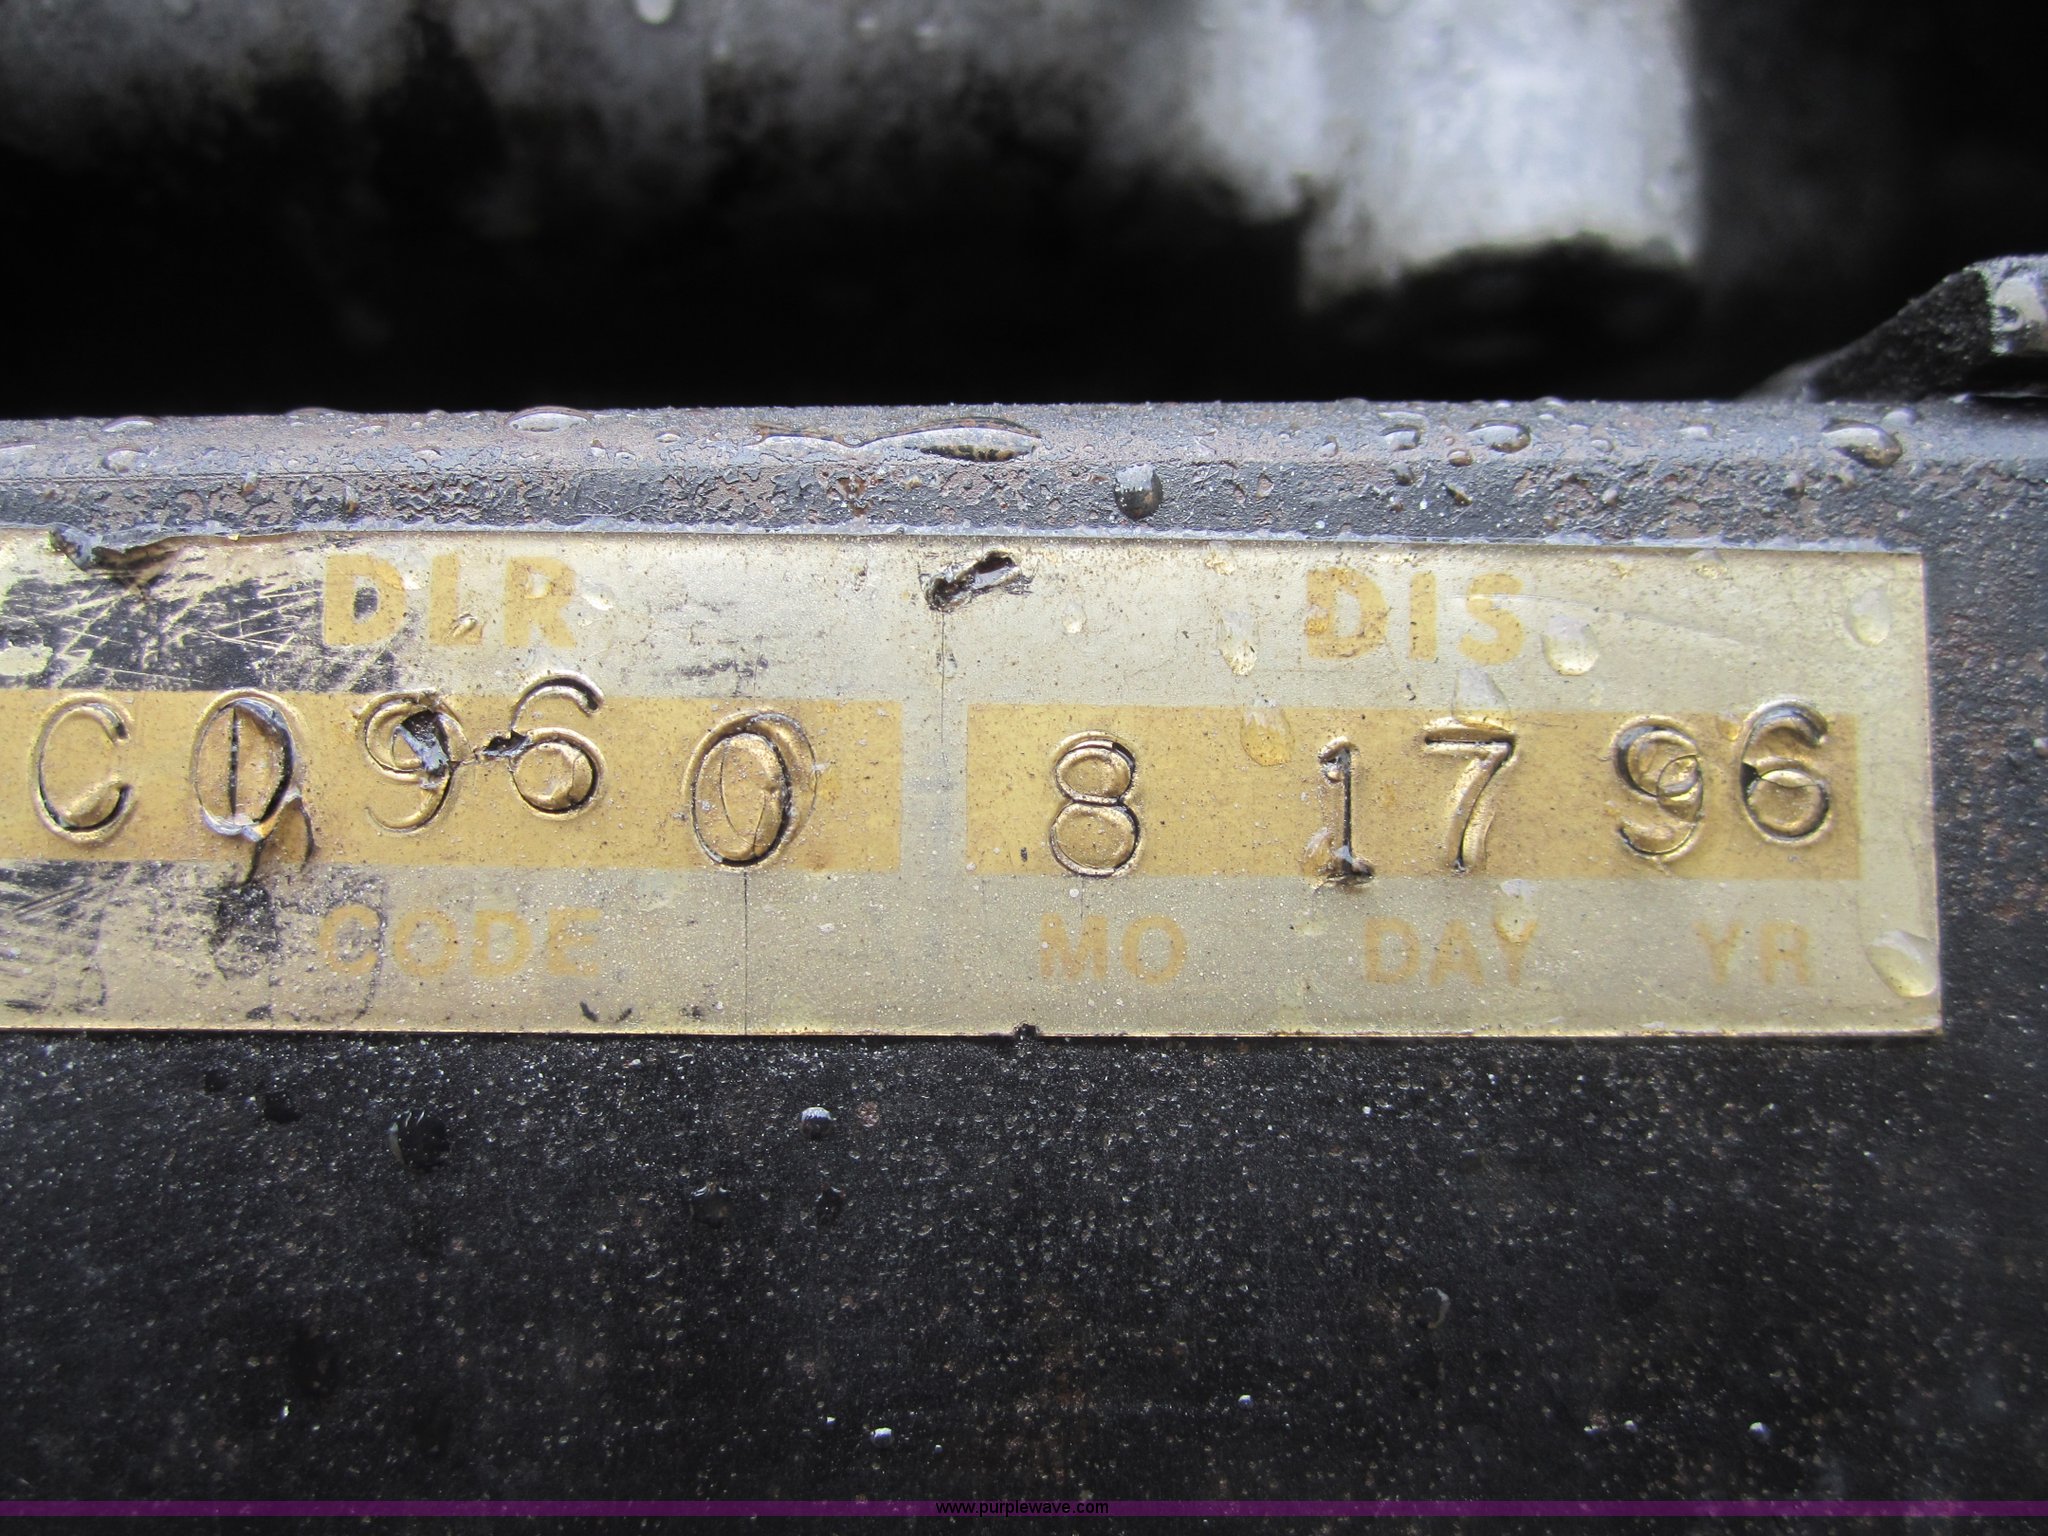 DLR DIS
C0960 8 17 96
CODE MO DAY YR
www.purplewave.com